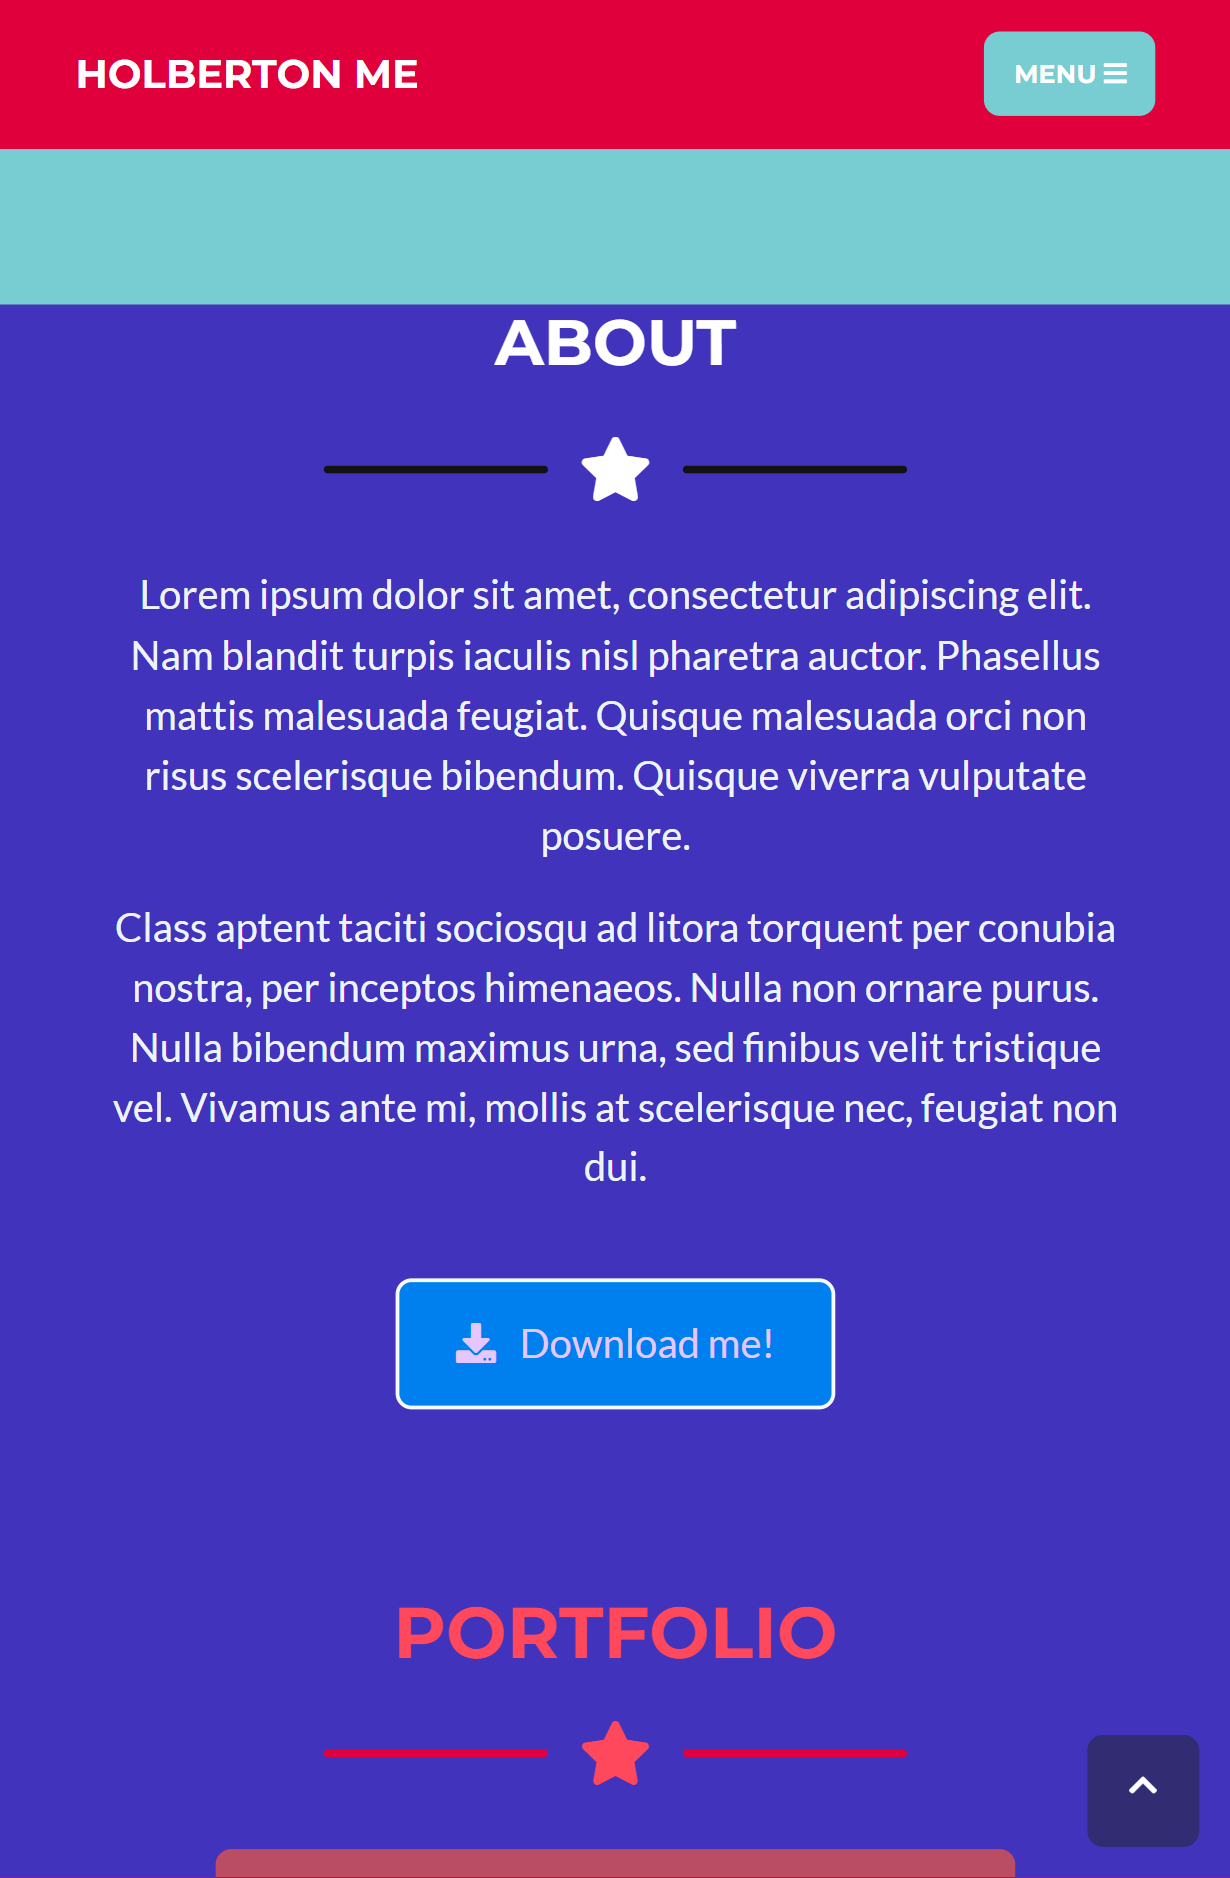 HOLBERTON ME
MENU
ABOUT
Lorem ipsum dolor sit amet, consectetur adipiscing elit.
Nam blandit turpis iaculis nisl pharetra auctor. Phasellus
mattis malesuada feugiat. Quisque malesuada orci non
risus scelerisque bibendum. Quisque viverra vulputate
posuere.
Class aptent taciti sociosqu ad litora torquent per conubia
nostra, per inceptos himenaeos. Nulla non ornare purus.
Nulla bibendum maximus urna, sed finibus velit tristique
vel. Vivamus ante mi, mollis at scelerisque nec, feugiat non
dui.
Download me!
PORTFOLIO